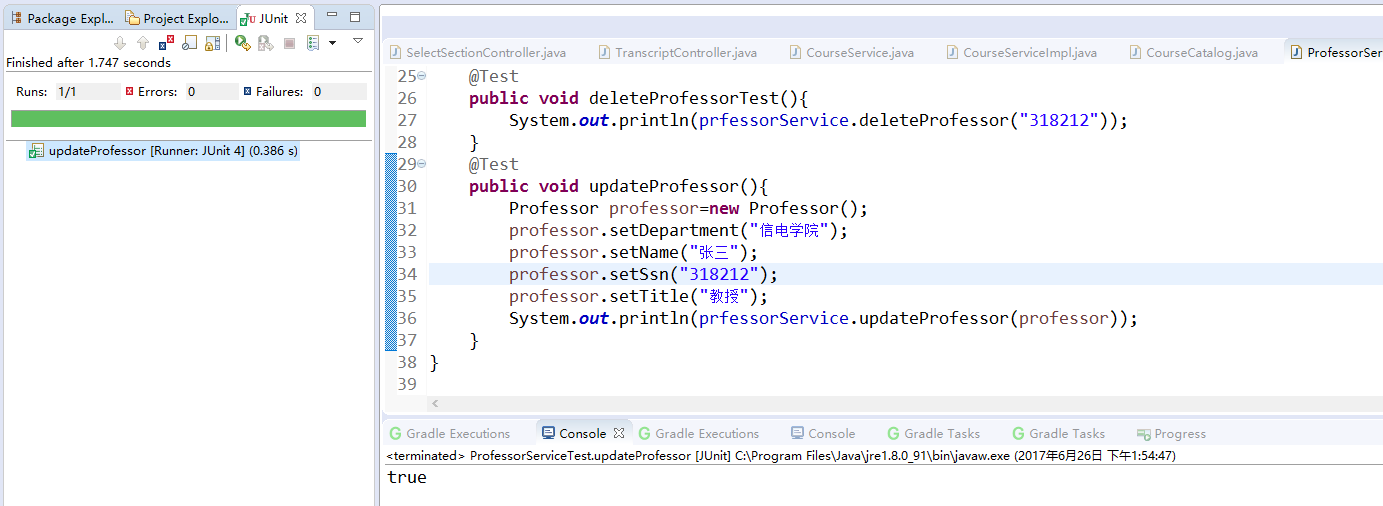 Package Expl... Project Explo... JUnit
Finished after 1.747 seconds
Runs: 1/1 Errors: 0 Failures: 0
updateProfessor [Runner: JUnit 4] (0.386 s)
SelectSectionController.java TranscriptController.java CourseService.java CourseServiceImpl.java CourseCatalog.java ProfessorSer
25 @Test
26 public void deleteProfessorTest(){
27 System.out.println(prfessorService.deleteProfessor("318212"));
28 }
29 @Test
30 public void updateProfessor(){
31 Professor professor=new Professor();
32 professor.setDepartment("信电学院");
33 professor.setName("张三");
34 professor.setSsn("318212");
35 professor.setTitle("教授");
36 System.out.println(prfessorService.updateProfessor(professor));
37 }
38 }
39
Gradle Executions Console Gradle Executions Console Gradle Tasks Gradle Tasks Progress
<terminated> ProfessorServiceTest.updateProfessor [JUnit] C:\Program Files\Java\jre1.8.0_91\bin\javaw.exe (2017年6月26日 下午1:54:47)
true